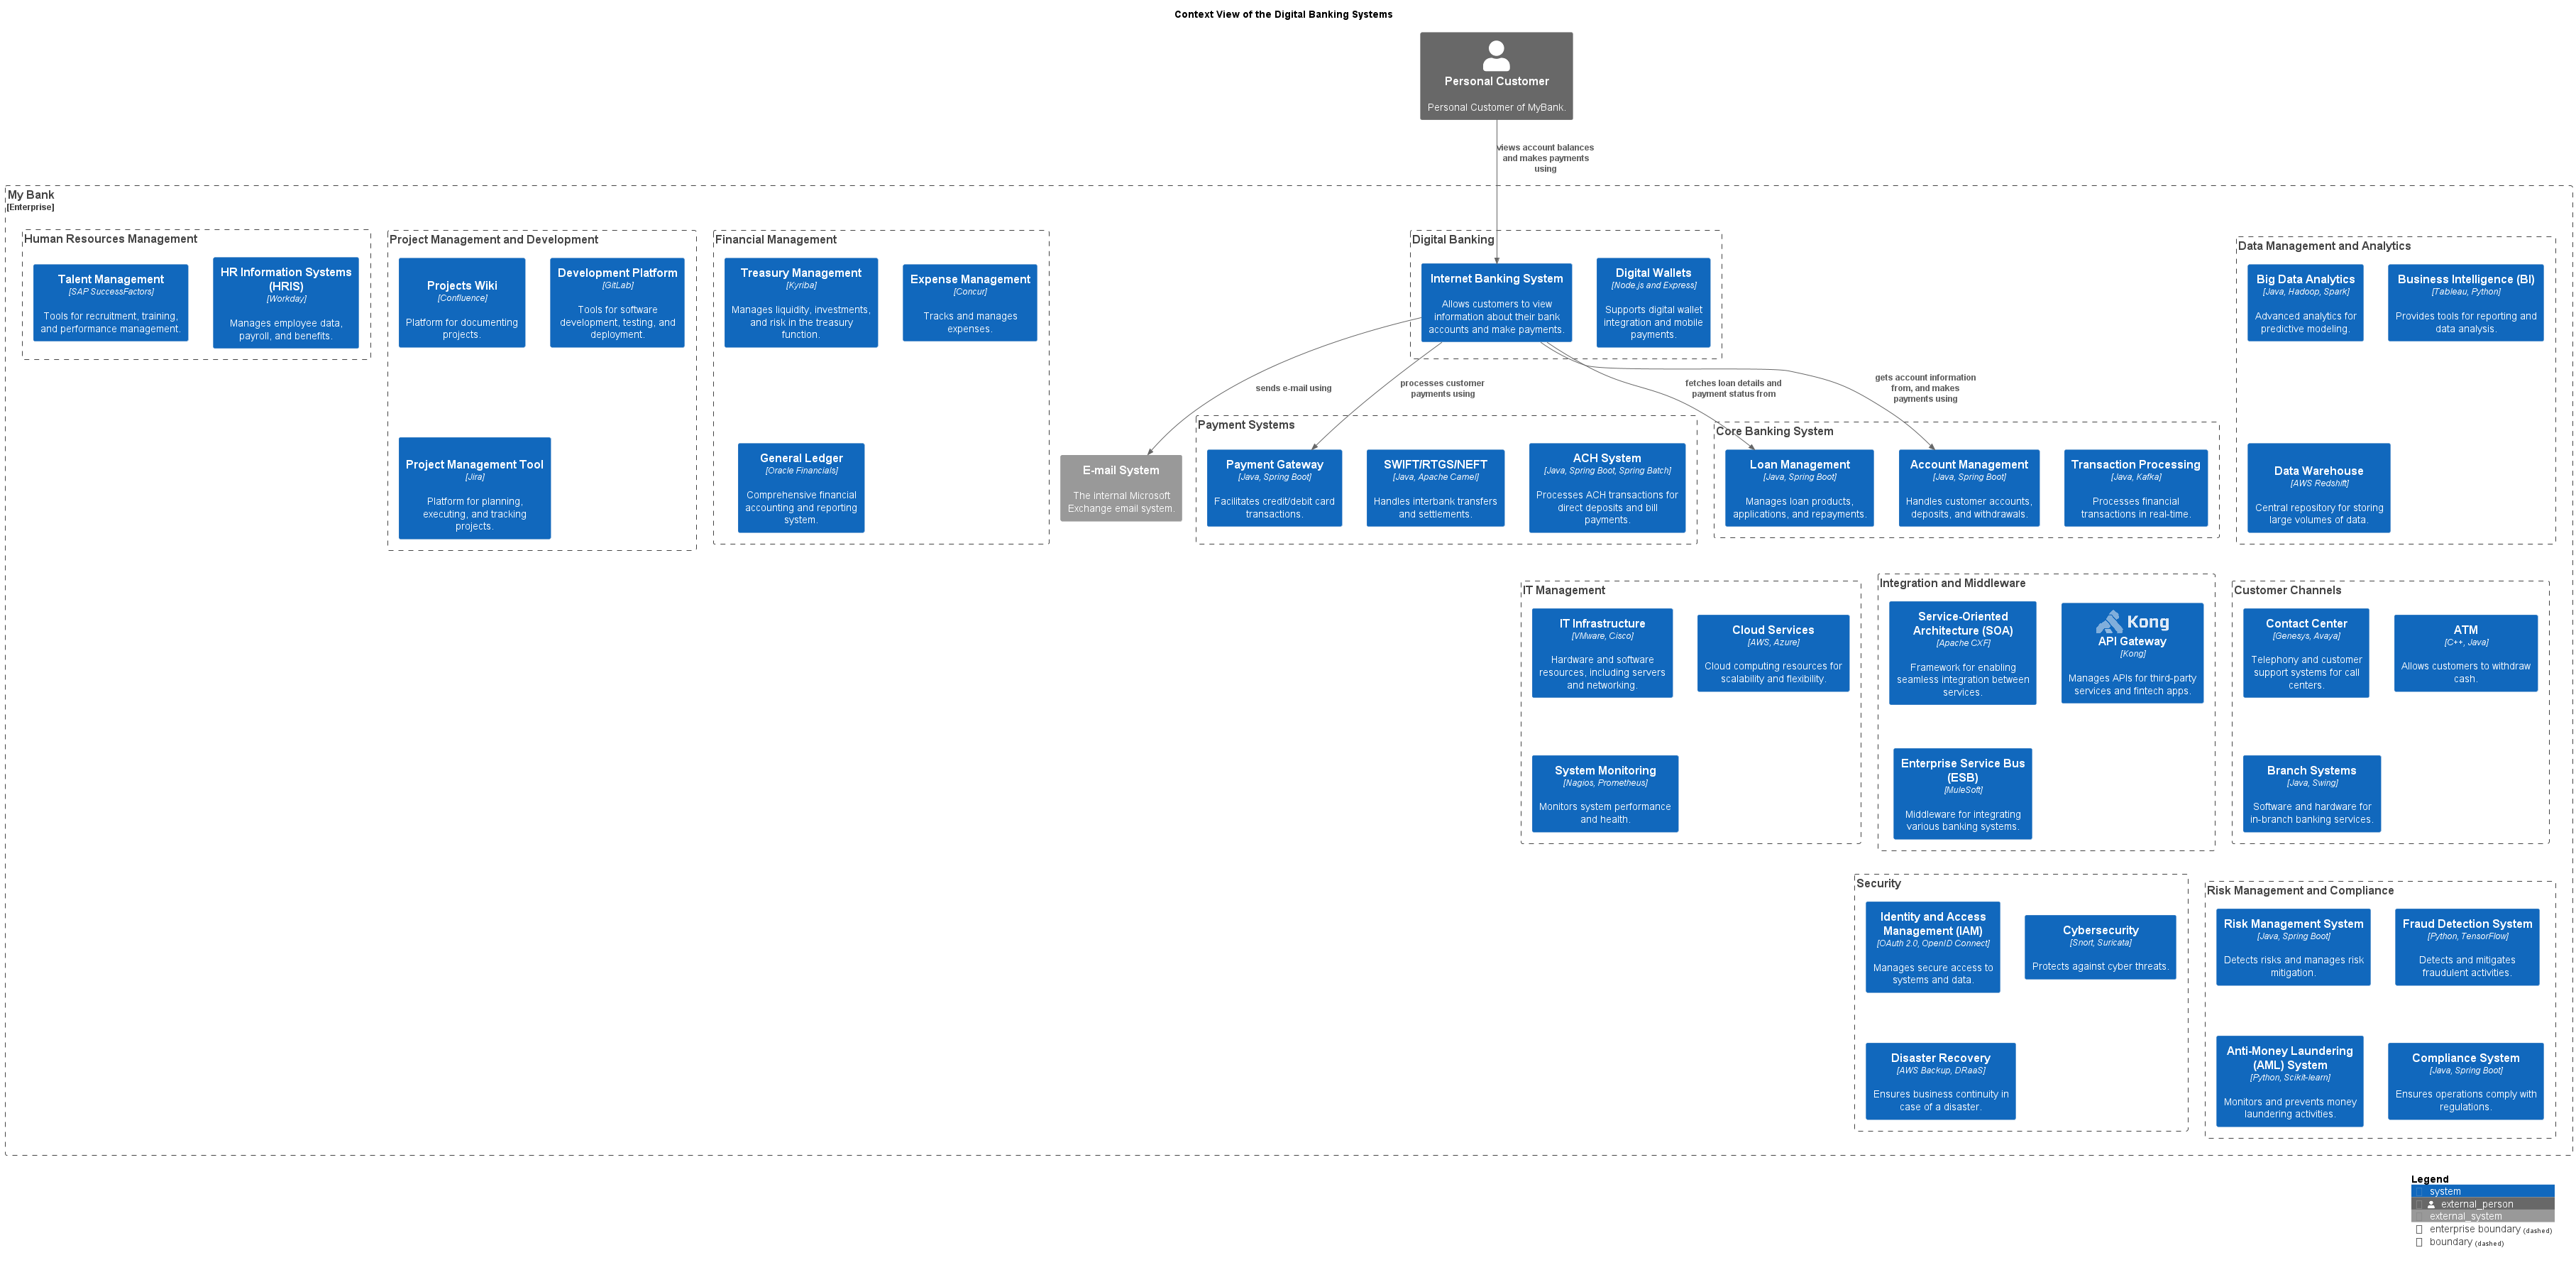 Context View of the Digital Banking Systems
Personal Customer
Personal Customer of MyBank.
views account balances
and makes payments
using
My Bank
[Enterprise]
Human Resources Management
Talent Management
[SAP SuccessFactors]
Tools for recruitment, training,
and performance management.
HR Information Systems
(HRIS)
[Workday]
Manages employee data,
payroll, and benefits.
Project Management and Development
Projects Wiki
[Confluence]
Platform for documenting
projects.
Development Platform
[GitLab]
Tools for software
development, testing, and
deployment.
Project Management Tool
[Jira]
Platform for planning,
executing, and tracking
projects.
Financial Management
Treasury Management
[Kyriba]
Manages liquidity, investments,
and risk in the treasury
function.
Expense Management
[Concur]
Tracks and manages
expenses.
General Ledger
[Oracle Financials]
Comprehensive financial
accounting and reporting
system.
Digital Banking
Internet Banking System
Allows customers to view
information about their bank
accounts and make payments.
Digital Wallets
[Node.js and Express]
Supports digital wallet
integration and mobile
payments.
sends e-mail using
processes customer
payments using
fetches loan details and
payment status from
gets account information
from, and makes
payments using
E-mail System
The internal Microsoft
Exchange email system.
Payment Systems
Payment Gateway
[Java, Spring Boot]
Facilitates credit/debit card
transactions.
SWIFT/RTGS/NEFT
[Java, Apache Camel]
Handles interbank transfers
and settlements.
ACH System
[Java, Spring Boot, Spring Batch]
Processes ACH transactions for
direct deposits and bill
payments.
Core Banking System
Loan Management
[Java, Spring Boot]
Manages loan products,
applications, and repayments.
Account Management
[Java, Spring Boot]
Handles customer accounts,
deposits, and withdrawals.
Transaction Processing
[Java, Kafka]
Processes financial
transactions in real-time.
Data Management and Analytics
Big Data Analytics
[Java, Hadoop, Spark]
Advanced analytics for
predictive modeling.
Business Intelligence (BI)
[Tableau, Python]
Provides tools for reporting and
data analysis.
Data Warehouse
[AWS Redshift]
Central repository for storing
large volumes of data.
IT Management
IT Infrastructure
[VMware, Cisco]
Hardware and software
resources, including servers
and networking.
Cloud Services
[AWS, Azure]
Cloud computing resources for
scalability and flexibility.
System Monitoring
[Nagios, Prometheus]
Monitors system performance
and health.
Integration and Middleware
Service-Oriented
Architecture (SOA)
[Apache CXF]
Framework for enabling
seamless integration between
services.
Kong
API Gateway
[Kong]
Manages APIs for third-party
services and fintech apps.
Enterprise Service Bus
(ESB)
[MuleSoft]
Middleware for integrating
various banking systems.
Customer Channels
Contact Center
[Genesys, Avaya]
Telephony and customer
support systems for call
centers.
ATM
[C++, Java]
Allows customers to withdraw
cash.
Branch Systems
[Java, Swing]
Software and hardware for
in-branch banking services.
Security
Identity and Access
Management (IAM)
[OAuth 2.0, OpenID Connect]
Manages secure access to
systems and data.
Cybersecurity
[Snort, Suricata]
Protects against cyber threats.
Disaster Recovery
[AWS Backup, DRaaS]
Ensures business continuity in
case of a disaster.
Risk Management and Compliance
Risk Management System
[Java, Spring Boot]
Detects risks and manages risk
mitigation.
Fraud Detection System
[Python, TensorFlow]
Detects and mitigates
fraudulent activities.
Anti-Money Laundering
(AML) System
[Python, Scikit-learn]
Monitors and prevents money
laundering activities.
Compliance System
[Java, Spring Boot]
Ensures operations comply with
regulations.
Legend
system
external_person
external_system
enterprise boundary (dashed)
boundary (dashed)